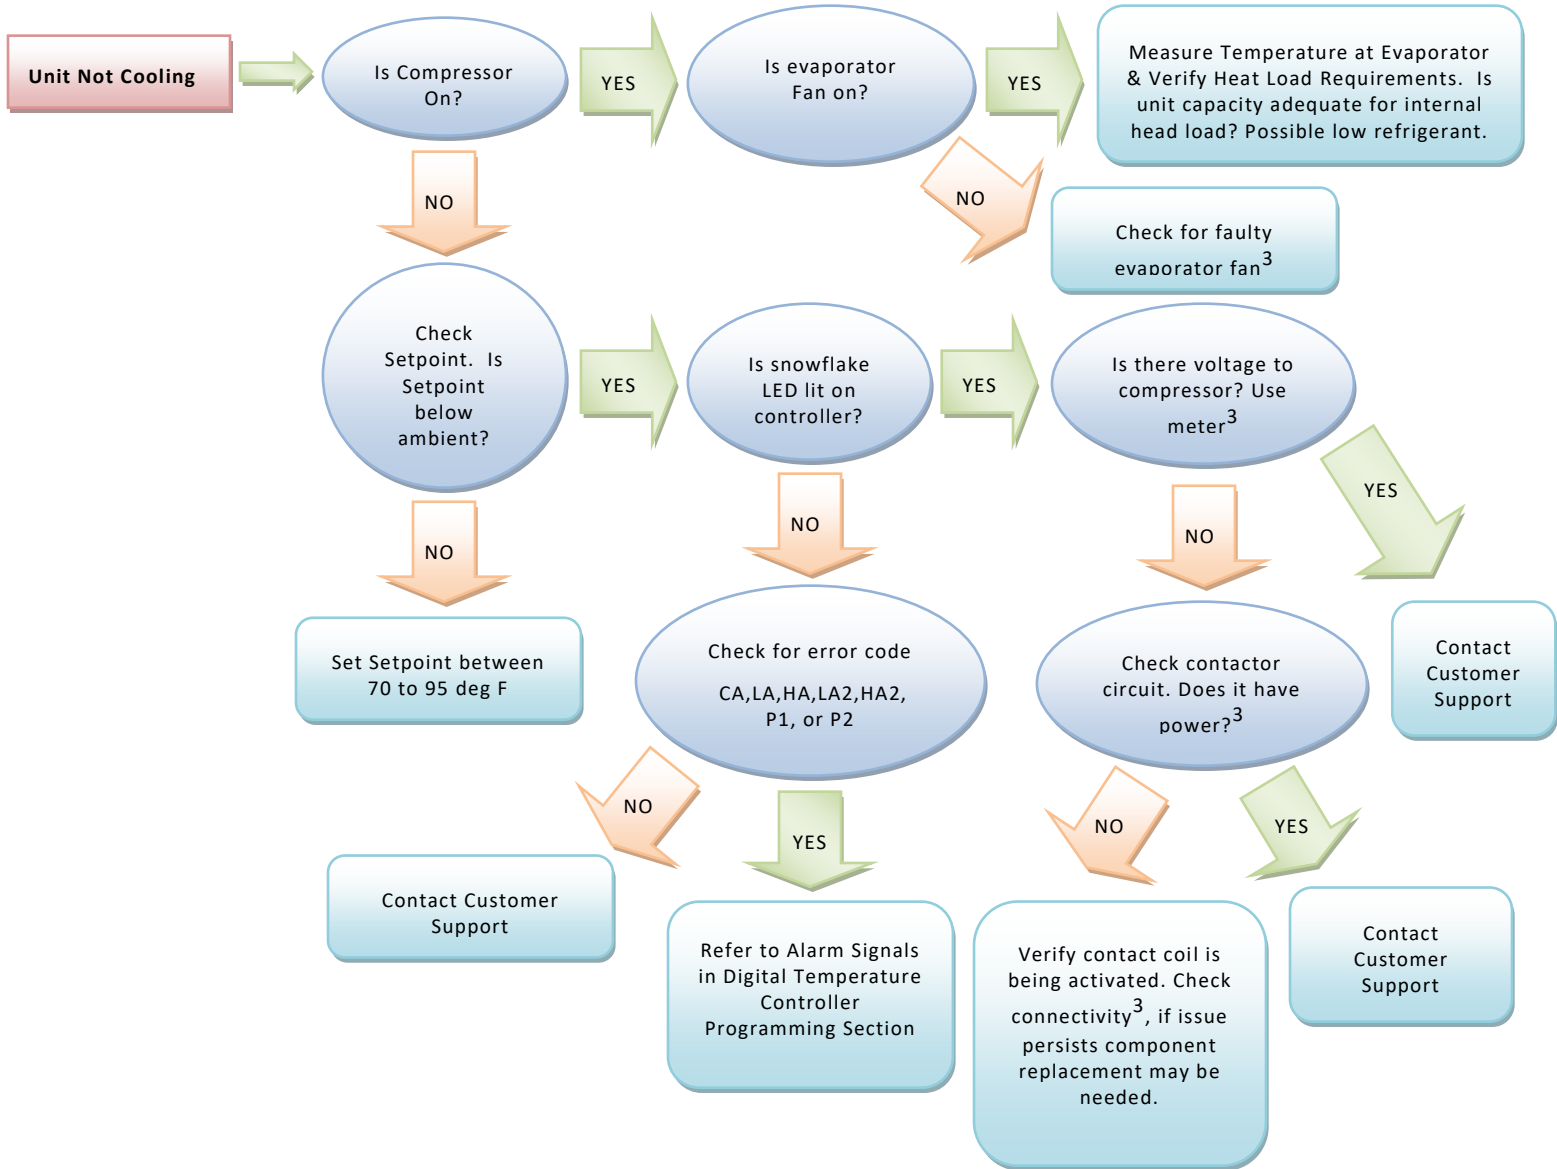 Unit Not Cooling
Is Compressor
On?
YES
Is evaporator
Fan on?
YES
Measure Temperature at Evaporator
& Verify Heat Load Requirements.  Is
unit capacity adequate for internal
head load? Possible low refrigerant.
NO
NO
Check for faulty
evaporator fan3
Check
Setpoint.  Is
Setpoint
below
ambient?
YES
Is snowflake
LED lit on
controller?
YES
Is there voltage to
compressor? Use
meter3
YES
NO
NO
NO
Set Setpoint between
70 to 95 deg F
Check for error code
CA,LA,HA,LA2,HA2,
P1, or P2
Check contactor
circuit. Does it have
power?3
Contact
Customer
Support
NO
YES
NO
YES
Contact Customer
Support
Refer to Alarm Signals
in Digital Temperature
Controller
Programming Section
Verify contact coil is
being activated. Check
connectivity3, if issue
persists component
replacement may be
needed.
Contact
Customer
Support